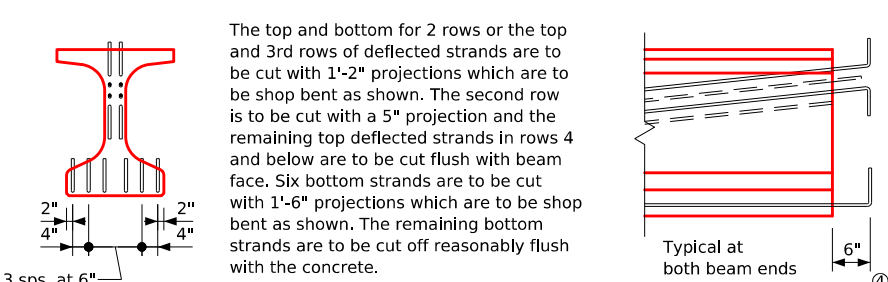 The top and bottom for 2 rows or the top
and 3rd rows of deflected strands are to
be cut with 1'-2" projections which are to
be shop bent as shown. The second row
is to be cut with a 5" projection and the
remaining top deflected strands in rows 4
and below are to be cut flush with beam
face. Six bottom strands are to be cut
with 1'-6" projections which are to be shop
bent as shown. The remaining bottom
strands are to be cut off reasonably flush
with the concrete.
2" 2"
4" 4"
3 sps. at 6"
Typical at
both beam ends
6"
④